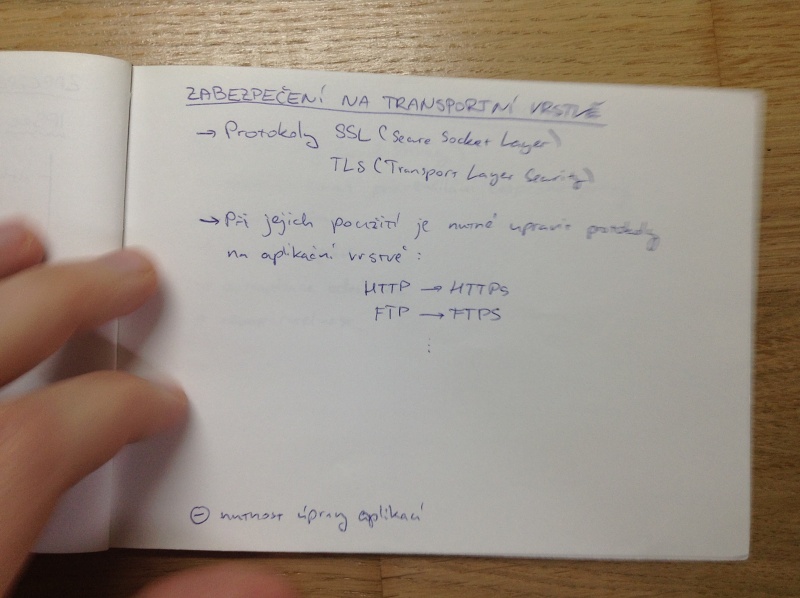 ZABEZPEČENÍ NA TRANSPORTNÍ VRSTVĚ
→ Protokoly SSL (Secure Socket Layer)
TLS (Transport Layer Security)
→ Při jejich použití je nutné upravit protokoly
na aplikační vrstvě :
HTTP → HTTPS
FTP → FTPS
⋮
⊖ nutnost úpravy aplikací